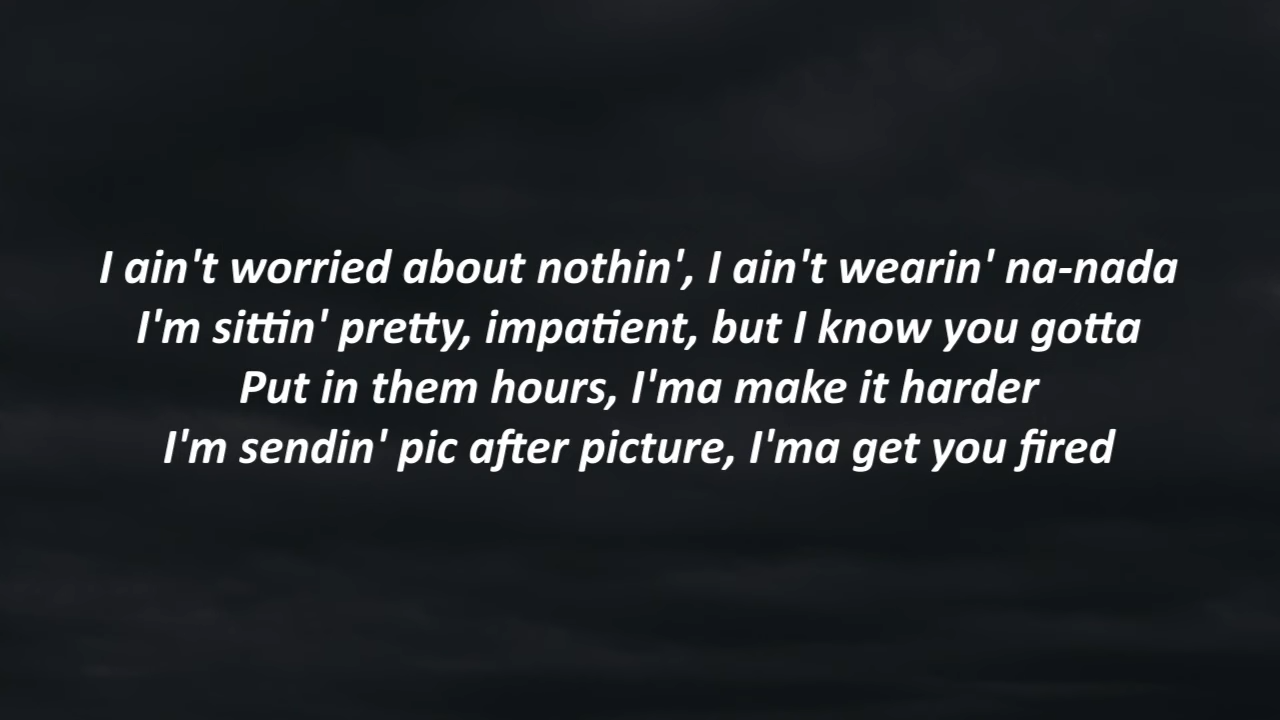 I ain't worried about nothin', I ain't wearin' na-nada
I'm sittin' pretty, impatient, but I know you gotta
Put in them hours, I'ma make it harder
I'm sendin' pic after picture, I'ma get you fired